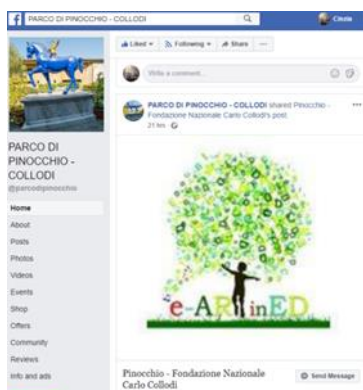 PARCO DI PINOCCHIO - COLLODI
Cinzia
Liked
Following
Share
Write a comment...
PARCO DI PINOCCHIO - COLLODI shared Pinocchio -
Fondazione Nazionale Carlo Collodi's post.
21 hrs
PARCO DI
PINOCCHIO -
COLLODI
@parcodipinocchio
Home
About
Posts
Photos
Videos
Events
Shop
Offers
Community
Reviews
Info and ads
e-ARTinED
Pinocchio - Fondazione Nazionale
Carlo Collodi
Send Message